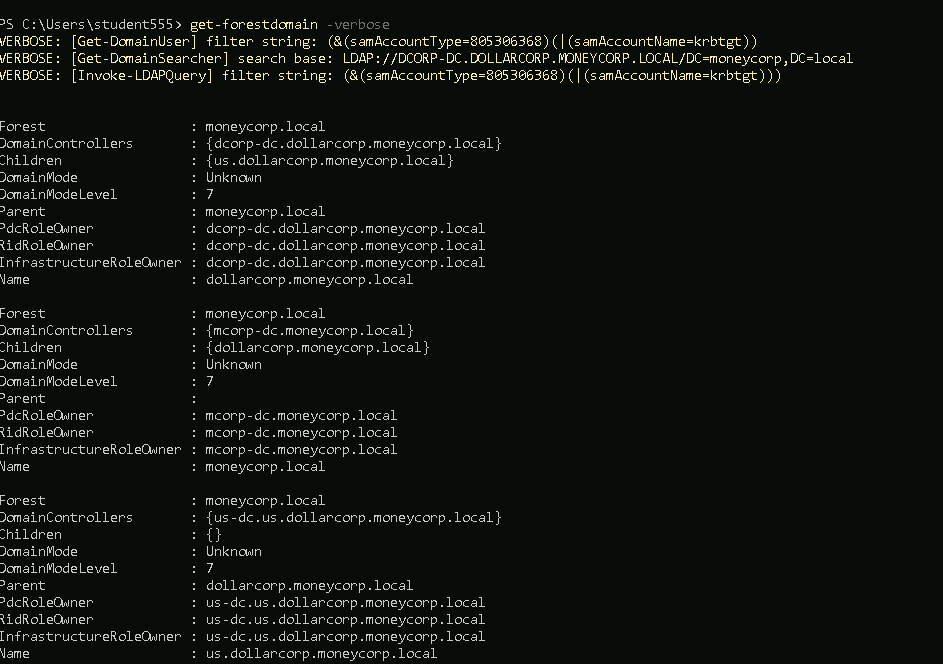 PS C:\Users\student555> get-forestdomain -verbose
VERBOSE: [Get-DomainUser] filter string: (&(samAccountType=805306368)(|(samAccountName=krbtgt))
VERBOSE: [Get-DomainSearcher] search base: LDAP://DCORP-DC.DOLLARCORP.MONEYCORP.LOCAL/DC=moneycorp,DC=local
VERBOSE: [Invoke-LDAPQuery] filter string: (&(samAccountType=805306368)(|(samAccountName=krbtgt)))
Forest : moneycorp.local
DomainControllers : {dcorp-dc.dollarcorp.moneycorp.local}
Children : {us.dollarcorp.moneycorp.local}
DomainMode : Unknown
DomainModeLevel : 7
Parent : moneycorp.local
PdcRoleOwner : dcorp-dc.dollarcorp.moneycorp.local
RidRoleOwner : dcorp-dc.dollarcorp.moneycorp.local
InfrastructureRoleOwner : dcorp-dc.dollarcorp.moneycorp.local
Name : dollarcorp.moneycorp.local
Forest : moneycorp.local
DomainControllers : {mcorp-dc.moneycorp.local}
Children : {dollarcorp.moneycorp.local}
DomainMode : Unknown
DomainModeLevel : 7
Parent :
PdcRoleOwner : mcorp-dc.moneycorp.local
RidRoleOwner : mcorp-dc.moneycorp.local
InfrastructureRoleOwner : mcorp-dc.moneycorp.local
Name : moneycorp.local
Forest : moneycorp.local
DomainControllers : {us-dc.us.dollarcorp.moneycorp.local}
Children : {}
DomainMode : Unknown
DomainModeLevel : 7
Parent : dollarcorp.moneycorp.local
PdcRoleOwner : us-dc.us.dollarcorp.moneycorp.local
RidRoleOwner : us-dc.us.dollarcorp.moneycorp.local
InfrastructureRoleOwner : us-dc.us.dollarcorp.moneycorp.local
Name : us.dollarcorp.moneycorp.local